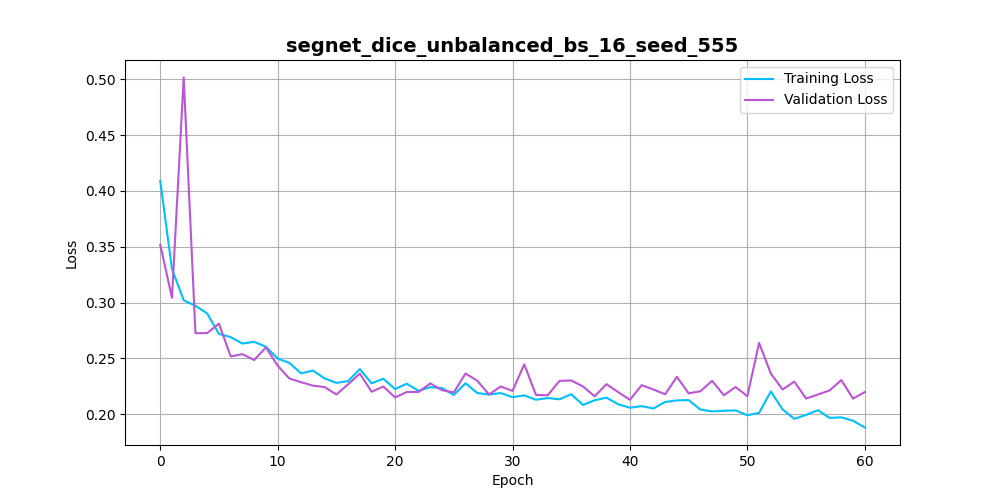 segnet_dice_unbalanced_bs_16_seed_555
Training Loss
Validation Loss
0.50
0.45
0.40
0.35
0.30
0.25
0.20
Loss
0 10 20 30 40 50 60
Epoch